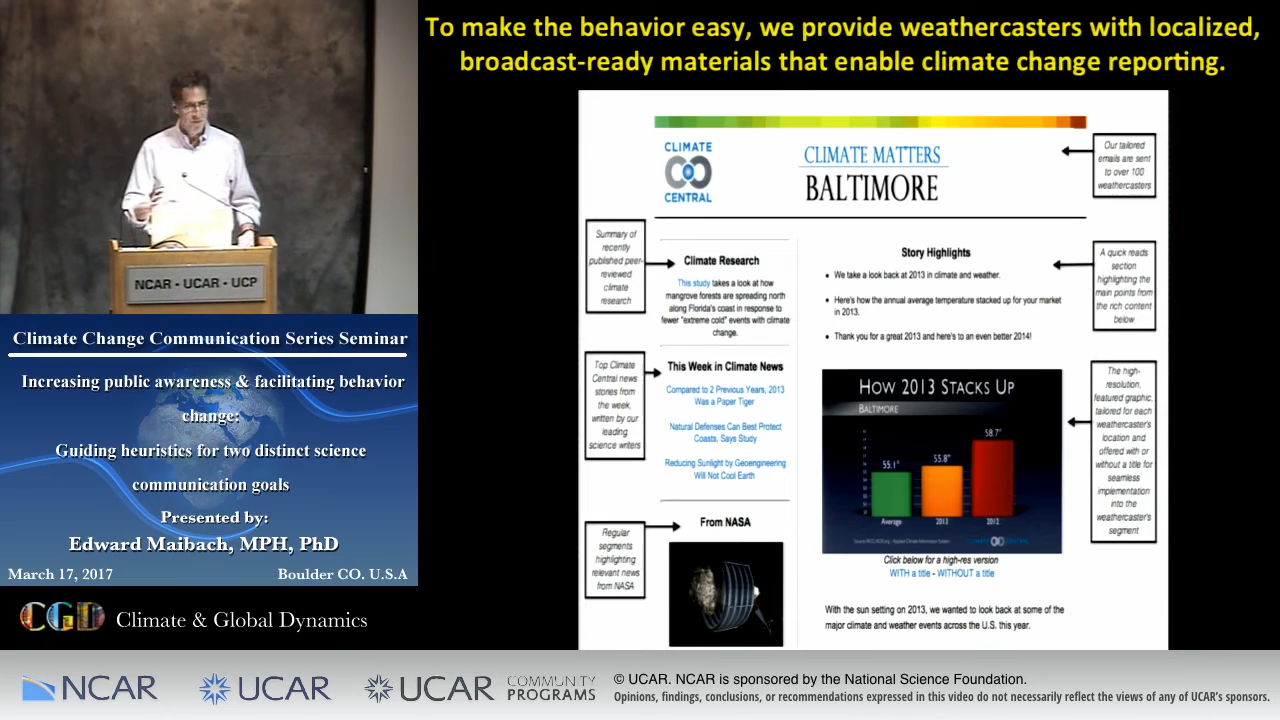 To make the behavior easy, we provide weathercasters with localized,
broadcast-ready materials that enable climate change reporting.
NCAR - UCAR - UCP
limate Change Communication Seminar
Increasing public awareness & facilitating behavior
change:
Guiding heuristics for two distinct science
communication goals
Presented by:
Edward Maibach, MPH, PhD
March 17, 2017
Boulder CO, U.S.A
CGD Climate & Global Dynamics
CLIMATE
CENTRAL
CLIMATE MATTERS
BALTIMORE
Our tailored
emails are sent
to over 100
weathercasters
Summary of
recently
published peer-
reviewed
climate
research
Climate Research
This study takes a look at how
mangrove forests are spreading north
along Florida's coast in response to
fewer "extreme cold" events with climate
change.
Story Highlights
• We take a look back at 2013 in climate and weather.
• Here's how the annual average temperature stacked up for your market
in 2013.
• Thank you for a great 2013 and here's to an even better 2014!
A quick reads
section
highlighting the
main points from
the rich content
below
Top Climate
Central news
stories from
the week,
written by our
leading
science writers
This Week in Climate News
Compared to 2 Previous Years, 2013
Was a Paper Tiger
Natural Defenses Can Best Protect
Coasts, Says Study
Reducing Sunlight by Geoengineering
Will Not Cool Earth
HOW 2013 STACKS UP
BALTIMORE
55.1°
55.8°
58.7°
Average
2013
2012
CLIMATE CENTRAL
The high-
resolution,
featured graphic,
tailored for each
weathercaster's
location and
offered with or
without a title for
seamless
implementation
into the
weathercaster's
segment
Click below for a high-res version
WITH a title - WITHOUT a title
Regular
segments
highlighting
relevant news
from NASA
From NASA
With the sun setting on 2013, we wanted to look back at some of the
major climate and weather events across the U.S. this year.
NCAR
UCAR
UCAR COMMUNITY
PROGRAMS
© UCAR. NCAR is sponsored by the National Science Foundation.
Opinions, findings, conclusions, or recommendations expressed in this video do not necessarily reflect the views of any of UCAR's sponsors.